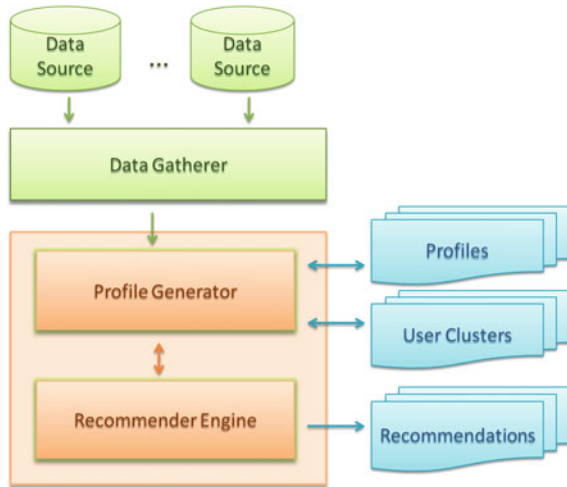 Data
Source
...
Data
Source
Data Gatherer
Profile Generator
Profiles
User Clusters
Recommender Engine
Recommendations